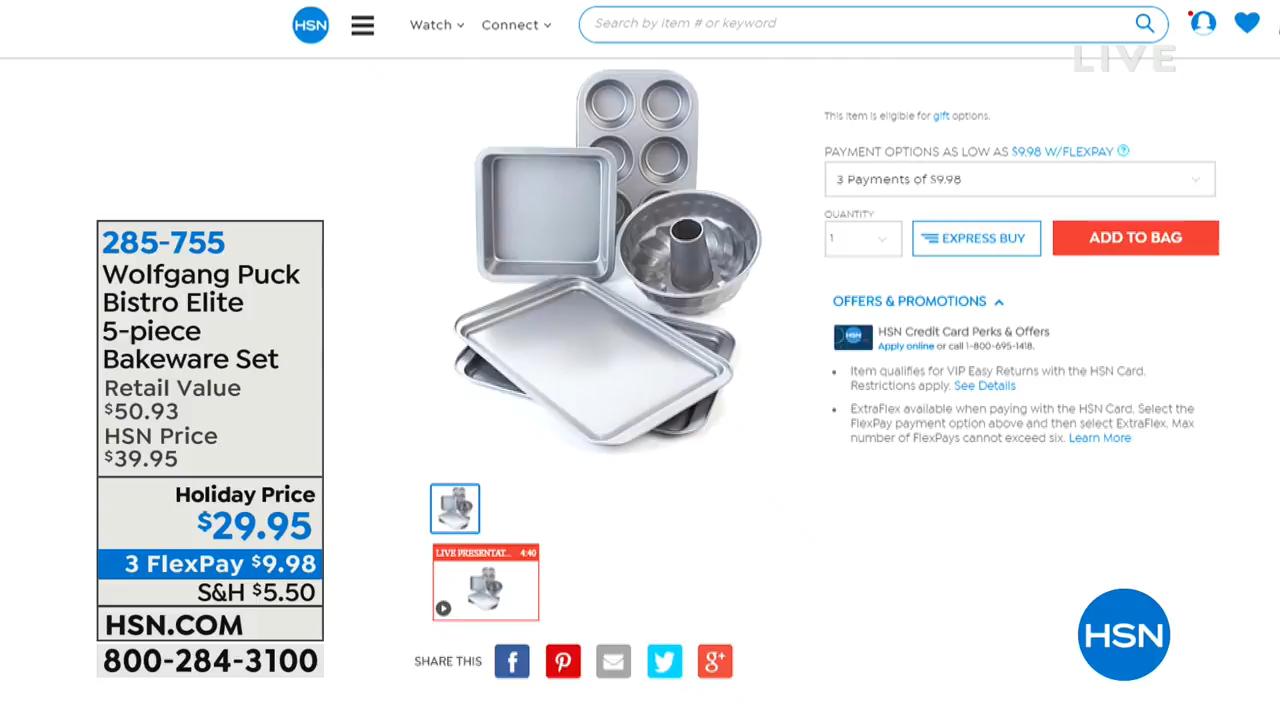 HSN
Watch
Connect
Search by item # or keyword
LIVE
This item is eligible for gift options.
PAYMENT OPTIONS AS LOW AS $9.98 W/FLEXPAY ?
3 Payments of $9.98
QUANTITY
1
EXPRESS BUY
ADD TO BAG
OFFERS & PROMOTIONS
HSN
HSN Credit Card Perks & Offers
Apply online or call 1-800-695-1418.
• Item qualifies for VIP Easy Returns with the HSN Card.
Restrictions apply. See Details
• ExtraFlex available when paying with the HSN Card. Select the
FlexPay payment option above and then select ExtraFlex. Max
number of FlexPays cannot exceed six. Learn More
285-755
Wolfgang Puck
Bistro Elite
5-piece
Bakeware Set
Retail Value
$50.93
HSN Price
$39.95
Holiday Price
$29.95
3 FlexPay $9.98
S&H $5.50
HSN.COM
800-284-3100
LIVE PRESENTAT... 4:40
SHARE THIS
f
g+
HSN